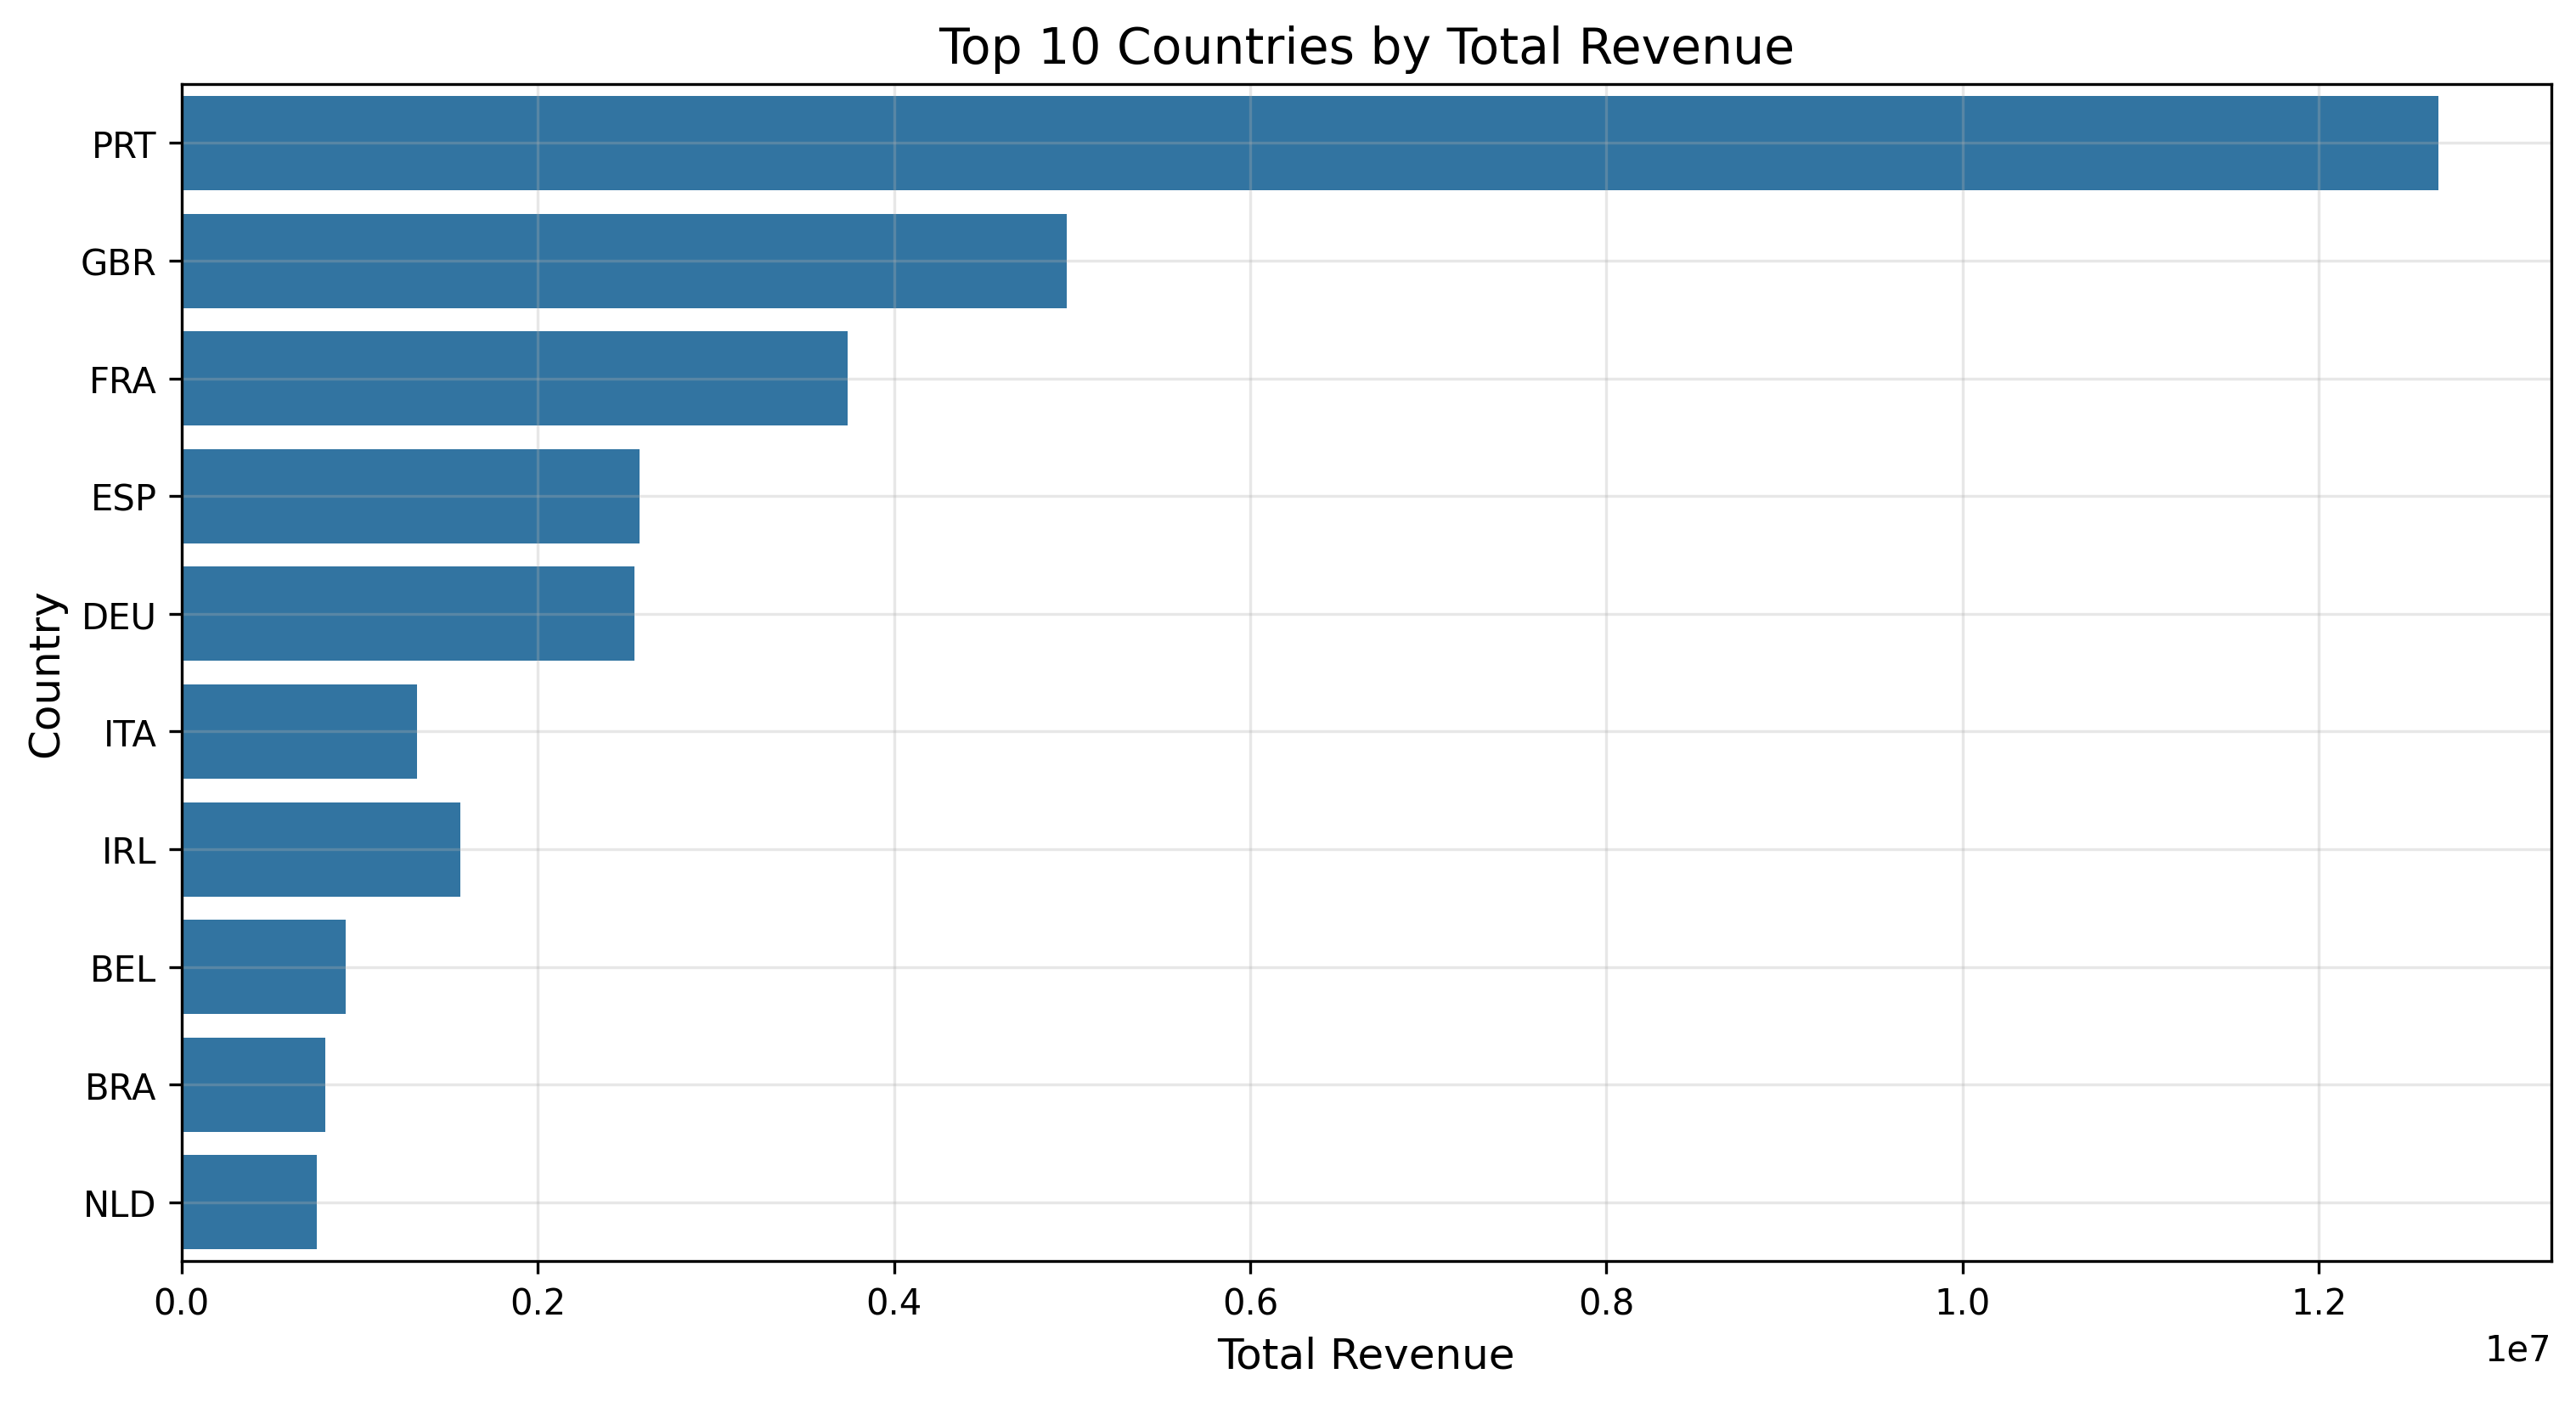 Top 10 Countries by Total Revenue
Country
PRT
GBR
FRA
ESP
DEU
ITA
IRL
BEL
BRA
NLD
0.0 0.2 0.4 0.6 0.8 1.0 1.2
1e7
Total Revenue